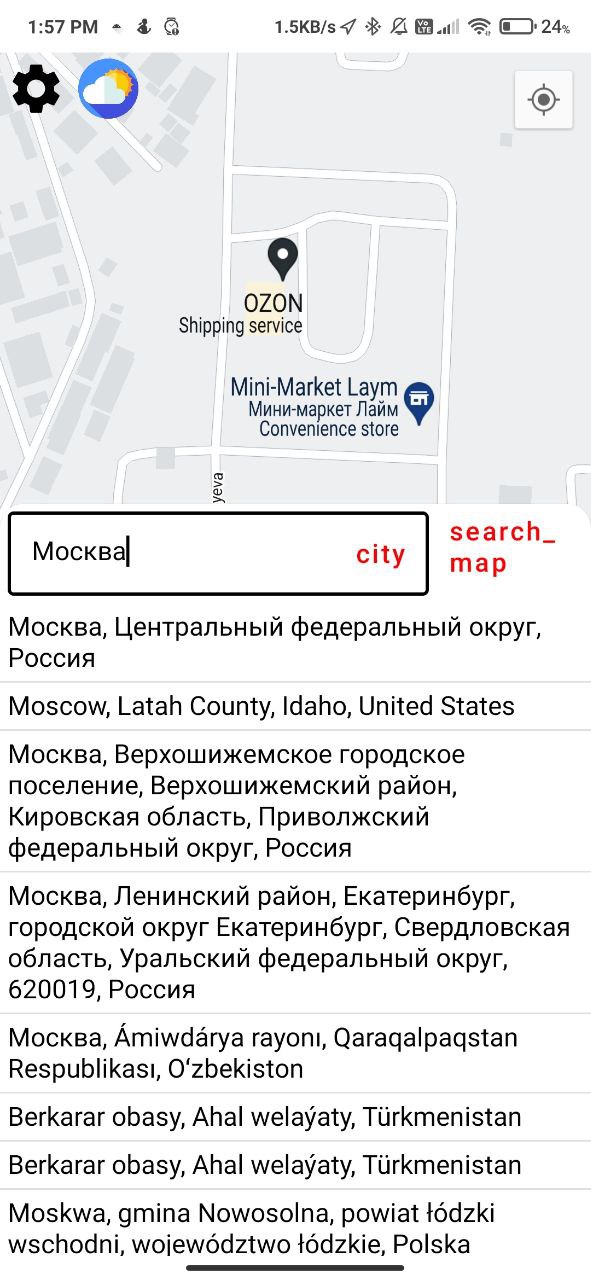 1:57 PM
1.5KB/s
Vo
LTE
24%
OZON
Shipping service
Mini-Market Laym
Мини-маркет Лайм
Convenience store
yeva
Москва
city
search_
map
Москва, Центральный федеральный округ,
Россия
Moscow, Latah County, Idaho, United States
Москва, Верхошижемское городское
поселение, Верхошижемский район,
Кировская область, Приволжский
федеральный округ, Россия
Москва, Ленинский район, Екатеринбург,
городской округ Екатеринбург, Свердловская
область, Уральский федеральный округ,
620019, Россия
Москва, Ámiwdárya rayonı, Qaraqalpaqstan
Respublikası, Oʻzbekiston
Berkarar obasy, Ahal welaýaty, Türkmenistan
Berkarar obasy, Ahal welaýaty, Türkmenistan
Moskwa, gmina Nowosolna, powiat łódzki
wschodni, województwo łódzkie, Polska